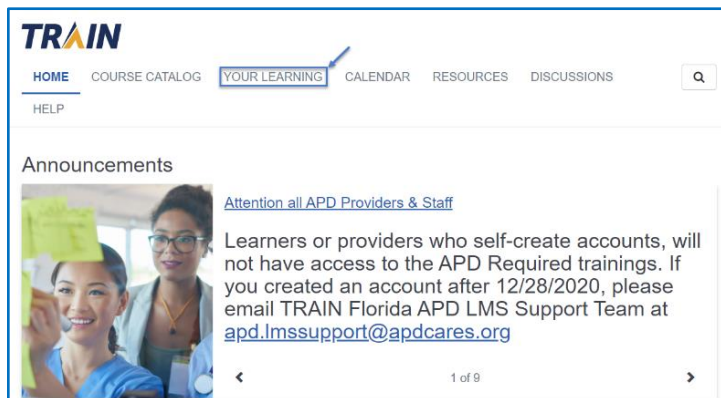 TRAIN
HOME COURSE CATALOG YOUR LEARNING CALENDAR RESOURCES DISCUSSIONS
HELP
Announcements
Attention all APD Providers & Staff
Learners or providers who self-create accounts, will
not have access to the APD Required trainings. If
you created an account after 12/28/2020, please
email TRAIN Florida APD LMS Support Team at
apd.lmssupport@apdcares.org
1 of 9